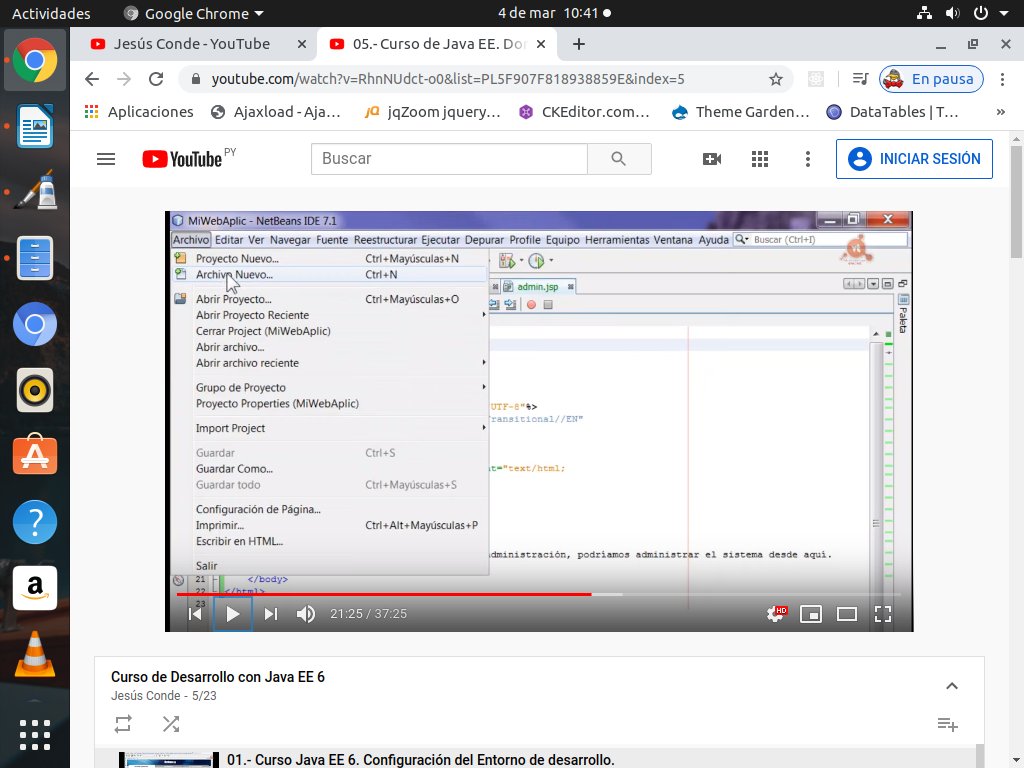 Actividades
Google Chrome
4 de mar 10:41
Jesús Conde - YouTube
05.- Curso de Java EE. Dor
youtube.com/watch?v=RhnNUdct-o0&list=PL5F907F818938859E&index=5
En pausa
Aplicaciones
Ajaxload - Aja...
jqZoom jquery...
CKEditor.com...
Theme Garden...
DataTables | T...
»
YouTube PY
Buscar
INICIAR SESIÓN
MiWebAplic - NetBeans IDE 7.1
Archivo Editar Ver Navegar Fuente Reestructurar Ejecutar Depurar Profile Equipo Herramientas Ventana Ayuda
Buscar (Ctrl+I)
vt
Proyecto Nuevo... Ctrl+Mayúsculas+N
Archivo Nuevo... Ctrl+N
Abrir Proyecto... Ctrl+Mayúsculas+O
Abrir Proyecto Reciente
Cerrar Project (MiWebAplic)
Abrir archivo...
Abrir archivo reciente
Grupo de Proyecto
Proyecto Properties (MiWebAplic)
Import Project
Guardar Ctrl+S
Guardar Como...
Guardar todo Ctrl+Mayúsculas+S
Configuración de Página...
Imprimir... Ctrl+Alt+Mayúsculas+P
Escribir en HTML...
Salir
admin.jsp
Paleta
UTF-8"%>
ransitional//EN"
nt="text/html;
dministración, podríamos administrar el sistema desde aquí.
21 </body>
22 </html>
23
21:25 / 37:25
HD
Curso de Desarrollo con Java EE 6
Jesús Conde - 5/23
01.- Curso Java EE 6. Configuración del Entorno de desarrollo.